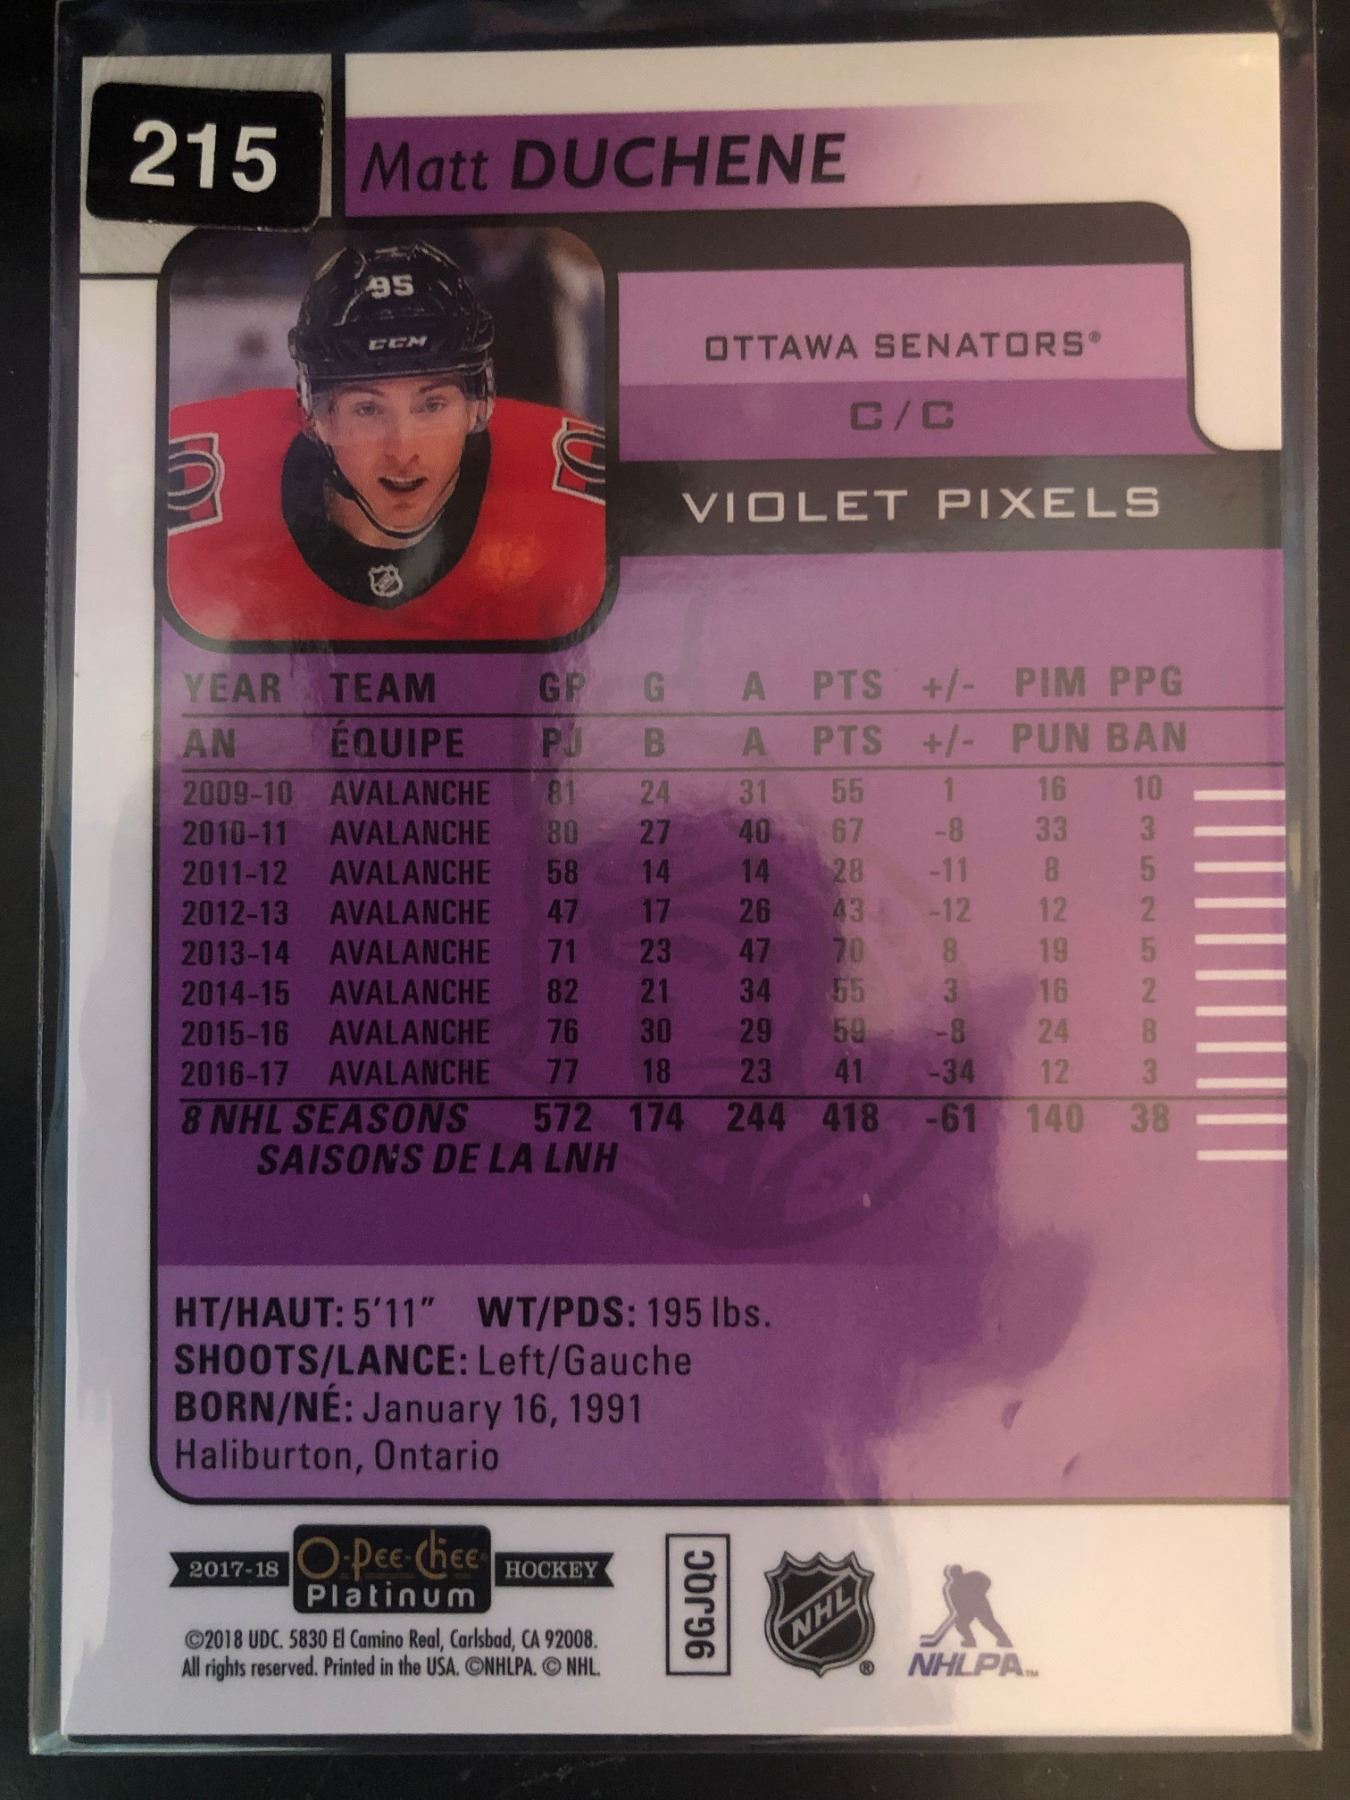 215
Matt DUCHENE
95
CCM
OTTAWA SENATORS®
C/C
VIOLET PIXELS
YEAR TEAM GP G A PTS +/- PIM PPG
AN ÉQUIPE PJ B A PTS +/- PUN BAN
2009-10 AVALANCHE 81 24 31 55 1 16 10
2010-11 AVALANCHE 80 27 40 67 -8 33 3
2011-12 AVALANCHE 58 14 14 28 -11 8 5
2012-13 AVALANCHE 47 17 26 43 -12 12 2
2013-14 AVALANCHE 71 23 47 70 8 19 5
2014-15 AVALANCHE 82 21 34 55 3 16 2
2015-16 AVALANCHE 76 30 29 59 -8 24 8
2016-17 AVALANCHE 77 18 23 41 -34 12 3
8 NHL SEASONS 572 174 244 418 -61 140 38
SAISONS DE LA LNH
HT/HAUT: 5'11" WT/PDS: 195 lbs.
SHOOTS/LANCE: Left/Gauche
BORN/NÉ: January 16, 1991
Haliburton, Ontario
2017-18 O-Pee-Chee HOCKEY
Platinum
©2018 UDC. 5830 El Camino Real, Carlsbad, CA 92008.
All rights reserved. Printed in the USA. ©NHLPA. © NHL.
9GJQC
NHL®
NHLPA™